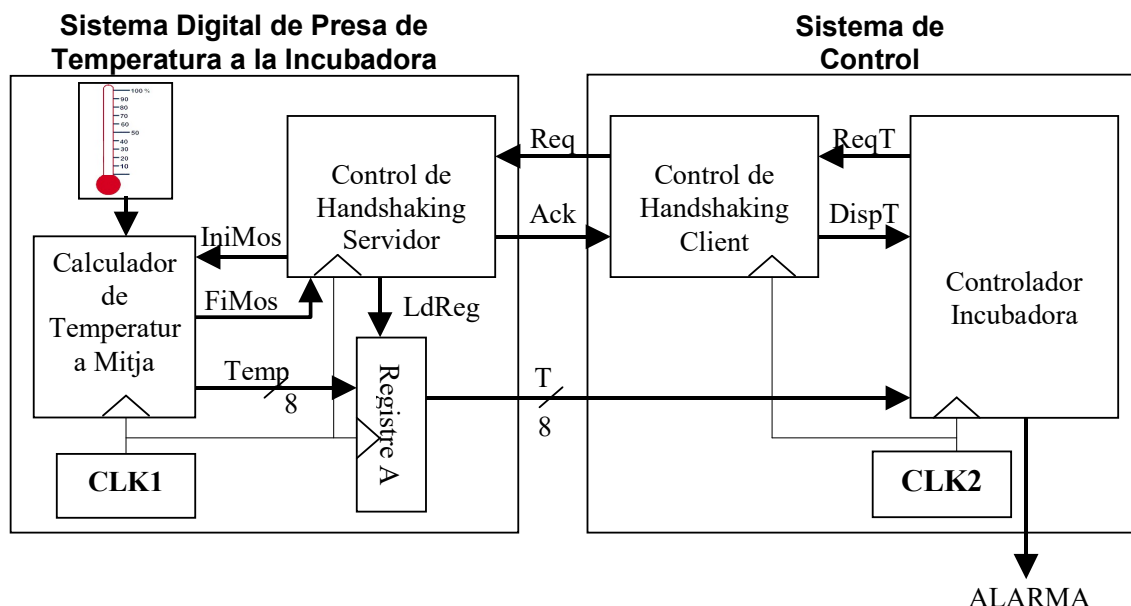 Sistema Digital de Presa de
Temperatura a la Incubadora
Sistema de
Control
100 %
90
80
70
60
50
40
30
20
10
Control de
Handshaking
Servidor
Req
Ack
Control de
Handshaking
Client
ReqT
DispT
Controlador
Incubadora
IniMos
FiMos
Calculador
de
Temperatur
a Mitja
LdReg
Temp
8
Registre A
T
8
CLK1
CLK2
ALARMA